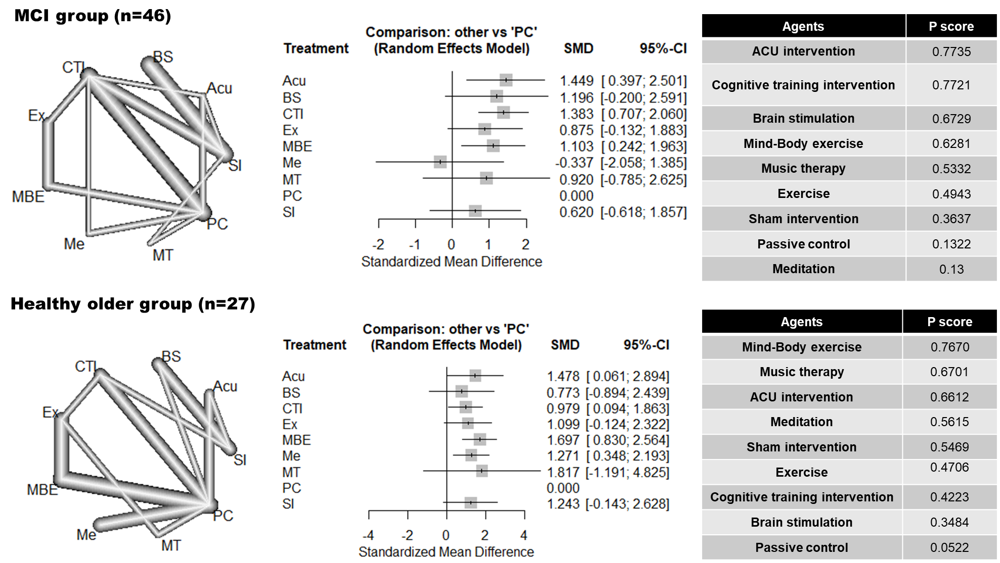 MCI group (n=46)
BS
CTI
Acu
Ex
SI
MBE
PC
Me
MT
Comparison: other vs 'PC'
Treatment (Random Effects Model) SMD 95%-CI
Acu 1.449 [ 0.397; 2.501]
BS 1.196 [-0.200; 2.591]
CTI 1.383 [ 0.707; 2.060]
Ex 0.875 [-0.132; 1.883]
MBE 1.103 [ 0.242; 1.963]
Me -0.337 [-2.058; 1.385]
MT 0.920 [-0.785; 2.625]
PC 0.000
SI 0.620 [-0.618; 1.857]
-2 -1 0 1 2
Standardized Mean Difference
Agents P score
ACU intervention 0.7735
Cognitive training intervention 0.7721
Brain stimulation 0.6729
Mind-Body exercise 0.6281
Music therapy 0.5332
Exercise 0.4943
Sham intervention 0.3637
Passive control 0.1322
Meditation 0.13
Healthy older group (n=27)
BS
CTI
Acu
Ex
SI
MBE
PC
Me
MT
Comparison: other vs 'PC'
Treatment (Random Effects Model) SMD 95%-CI
Acu 1.478 [ 0.061; 2.894]
BS 0.773 [-0.894; 2.439]
CTI 0.979 [ 0.094; 1.863]
Ex 1.099 [-0.124; 2.322]
MBE 1.697 [ 0.830; 2.564]
Me 1.271 [ 0.348; 2.193]
MT 1.817 [-1.191; 4.825]
PC 0.000
SI 1.243 [-0.143; 2.628]
-4 -2 0 2 4
Standardized Mean Difference
Agents P score
Mind-Body exercise 0.7670
Music therapy 0.6701
ACU intervention 0.6612
Meditation 0.5615
Sham intervention 0.5469
Exercise 0.4706
Cognitive training intervention 0.4223
Brain stimulation 0.3484
Passive control 0.0522